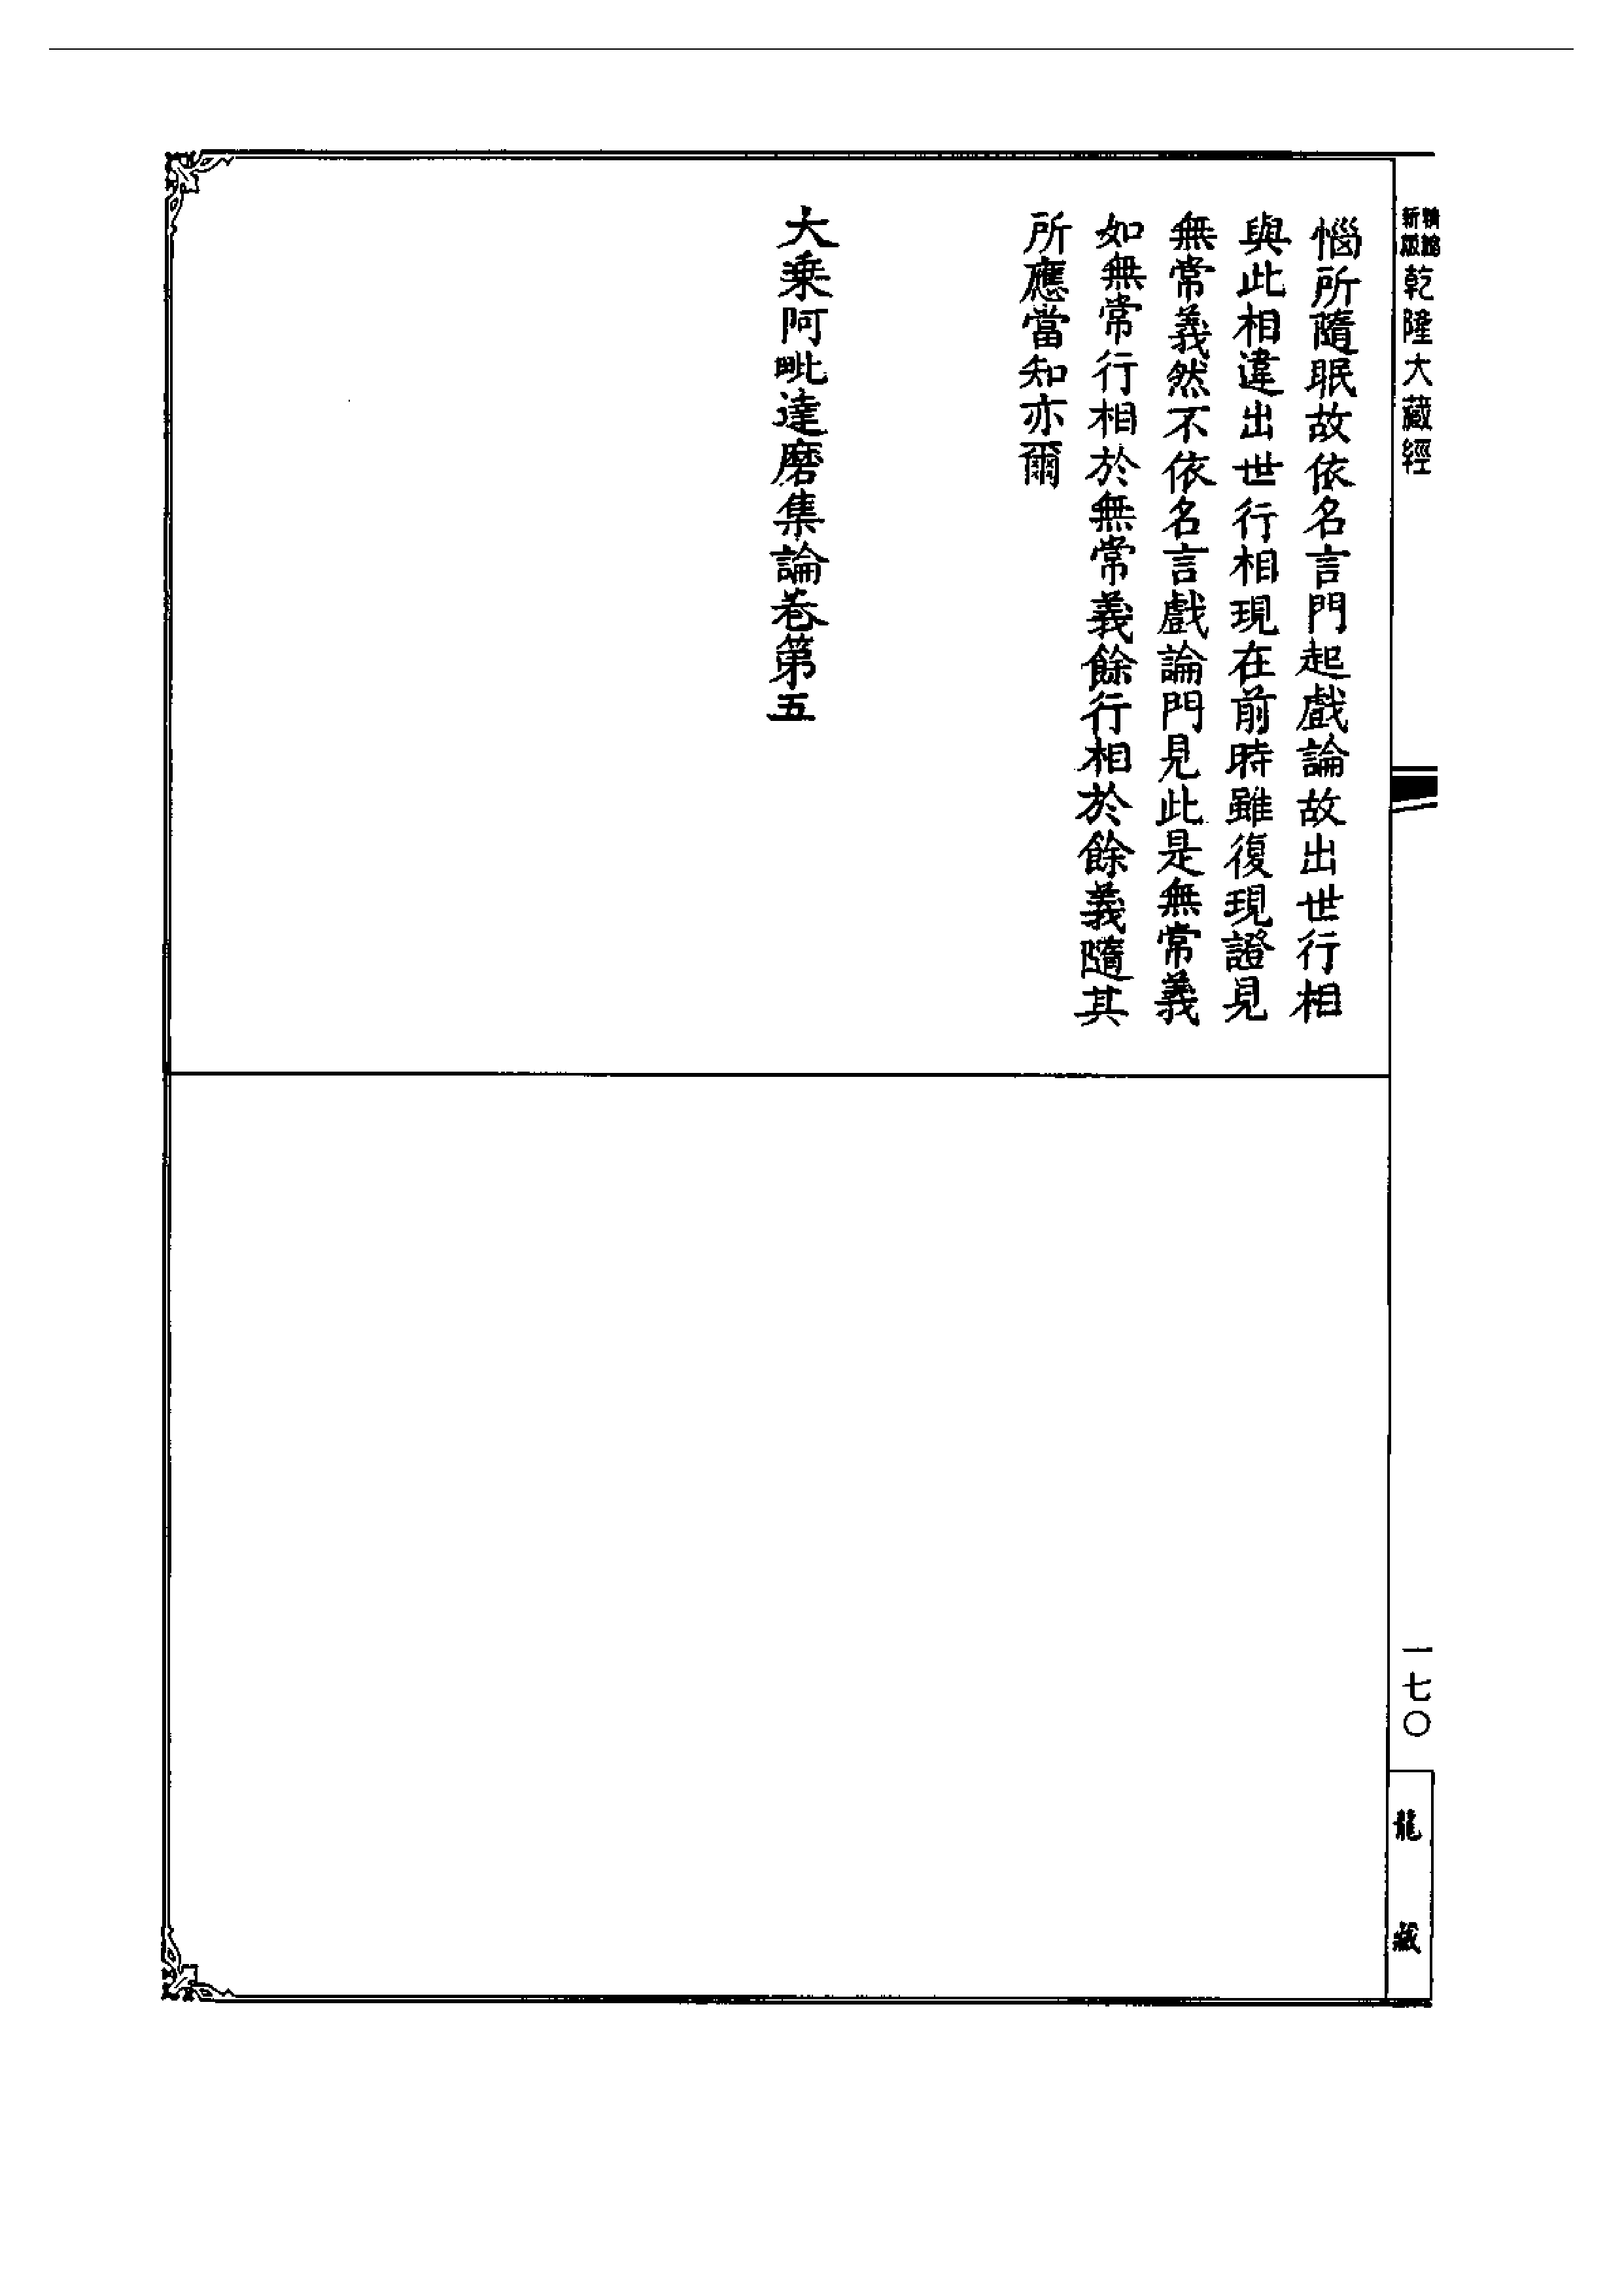 新版
乾隆大藏經
惱所隨眠故依名言門起戲論故出世行相
與此相違出世行相現在前時雖復現證見
無常義然不依名言戲論門見此是無常義
如無常行相於無常義餘行相於餘義隨其
所應當知亦爾
大乗阿毗達磨集論卷第五
一七〇
龍藏